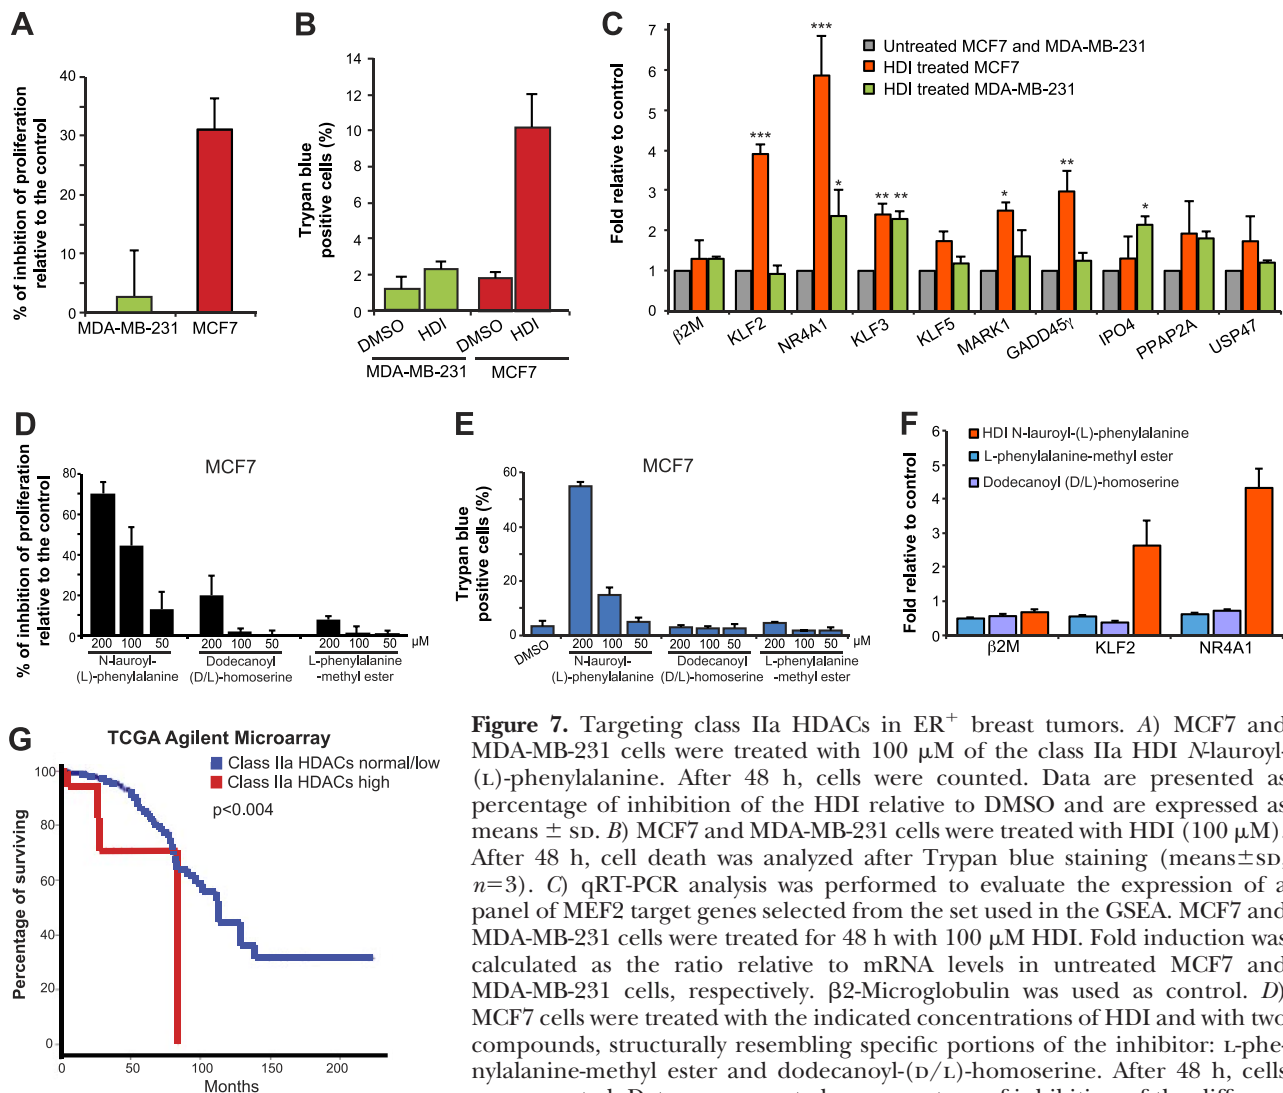 A
% of inhbition of proliferation
relative to the control
40
30
20
10
0
MDA-MB-231 MCF7
B
Trypan blue
positive cells (%)
14
12
10
8
6
4
2
0
DMSO HDI DMSO HDI
MDA-MB-231 MCF7
C
Fold relative to control
7
6
5
4
3
2
1
0
Untreated MCF7 and MDA-MB-231
HDI treated MCF7
HDI treated MDA-MB-231
*** *** * ** ** * ** *
β2M KLF2 NR4A1 KLF3 KLF5 MARK1 GADD45γ IPO4 PPAP2A USP47
D
MCF7
% of inhbition of proliferation
relative to the control
80
60
40
20
0
200 100 50 200 100 50 200 100 50 μM
N-lauroyl-
(L)-phenylalanine
Dodecanoyl
(D/L)-homoserine
L-phenylalanine
-methyl ester
E
MCF7
Trypan blue
positive cells (%)
60
40
20
0
DMSO 200 100 50 200 100 50 200 100 50 μM
N-lauroyl-
(L)-phenylalanine
Dodecanoyl
(D/L)-homoserine
L-phenylalanine
-methyl ester
F
Fold relative to control
6
5
4
3
2
1
0
HDI N-lauroyl-(L)-phenylalanine
L-phenylalanine-methyl ester
Dodecanoyl (D/L)-homoserine
β2M KLF2 NR4A1
G
TCGA Agilent Microarray
Class IIa HDACs normal/low
Class IIa HDACs high
p<0.004
Percentage of surviving
100
80
60
40
20
0
0 50 100 150 200
Months
Figure 7. Targeting class IIa HDACs in ER⁺ breast tumors. A) MCF7 and
MDA-MB-231 cells were treated with 100 μM of the class IIa HDI N-lauroyl-
(L)-phenylalanine. After 48 h, cells were counted. Data are presented as
percentage of inhibition of the HDI relative to DMSO and are expressed as
means ± SD. B) MCF7 and MDA-MB-231 cells were treated with HDI (100 μM).
After 48 h, cell death was analyzed after Trypan blue staining (means±SD,
n=3). C) qRT-PCR analysis was performed to evaluate the expression of a
panel of MEF2 target genes selected from the set used in the GSEA. MCF7 and
MDA-MB-231 cells were treated for 48 h with 100 μM HDI. Fold induction was
calculated as the ratio relative to mRNA levels in untreated MCF7 and
MDA-MB-231 cells, respectively. β2-Microglobulin was used as control. D)
MCF7 cells were treated with the indicated concentrations of HDI and with two
compounds, structurally resembling specific portions of the inhibitor: L-phe-
nylalanine-methyl ester and dodecanoyl-(D/L)-homoserine. After 48 h, cells